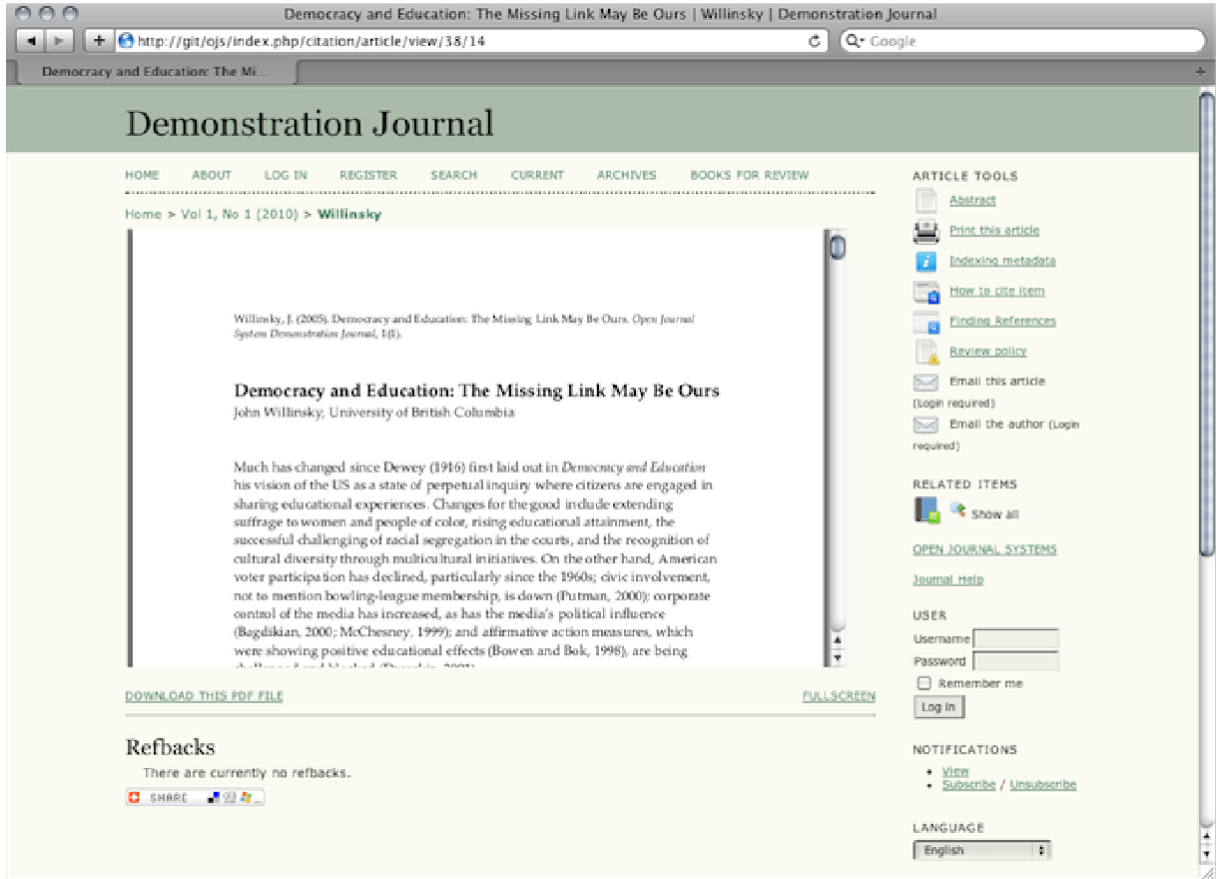 Democracy and Education: The Missing Link May Be Ours | Willinsky | Demonstration Journal
http://git/ojs/index.php/citation/article/view/38/14
Google
Democracy and Education: The Mi...
Demonstration Journal
HOME ABOUT LOG IN REGISTER SEARCH CURRENT ARCHIVES BOOKS FOR REVIEW
Home > Vol 1, No 1 (2010) > Willinsky
Willinsky, J. (2005). Democracy and Education: The Missing Link May Be Ours. Open Journal
System Demonstration Journal, 1(1).
Democracy and Education: The Missing Link May Be Ours
John Willinsky, University of British Columbia
Much has changed since Dewey (1916) first laid out in Democracy and Education
his vision of the US as a state of perpetual inquiry where citizens are engaged in
sharing educational experiences. Changes for the good include extending
suffrage to women and people of color, rising educational attainment, the
successful challenging of racial segregation in the courts, and the recognition of
cultural diversity through multicultural initiatives. On the other hand, American
voter participation has declined, particularly since the 1960s; civic involvement,
not to mention bowling-league membership, is down (Putman, 2000); corporate
control of the media has increased, as has the media's political influence
(Bagdikian, 2000; McChesney, 1999); and affirmative action measures, which
were showing positive educational effects (Bowen and Bok, 1998), are being
DOWNLOAD THIS PDF FILE
FULLSCREEN
Refbacks
There are currently no refbacks.
SHARE
ARTICLE TOOLS
Abstract
Print this article
Indexing metadata
How to cite item
Finding References
Review policy
Email this article
(Login required)
Email the author (Login
required)
RELATED ITEMS
Show all
OPEN JOURNAL SYSTEMS
Journal Help
USER
Username
Password
Remember me
Log In
NOTIFICATIONS
View
Subscribe / Unsubscribe
LANGUAGE
English